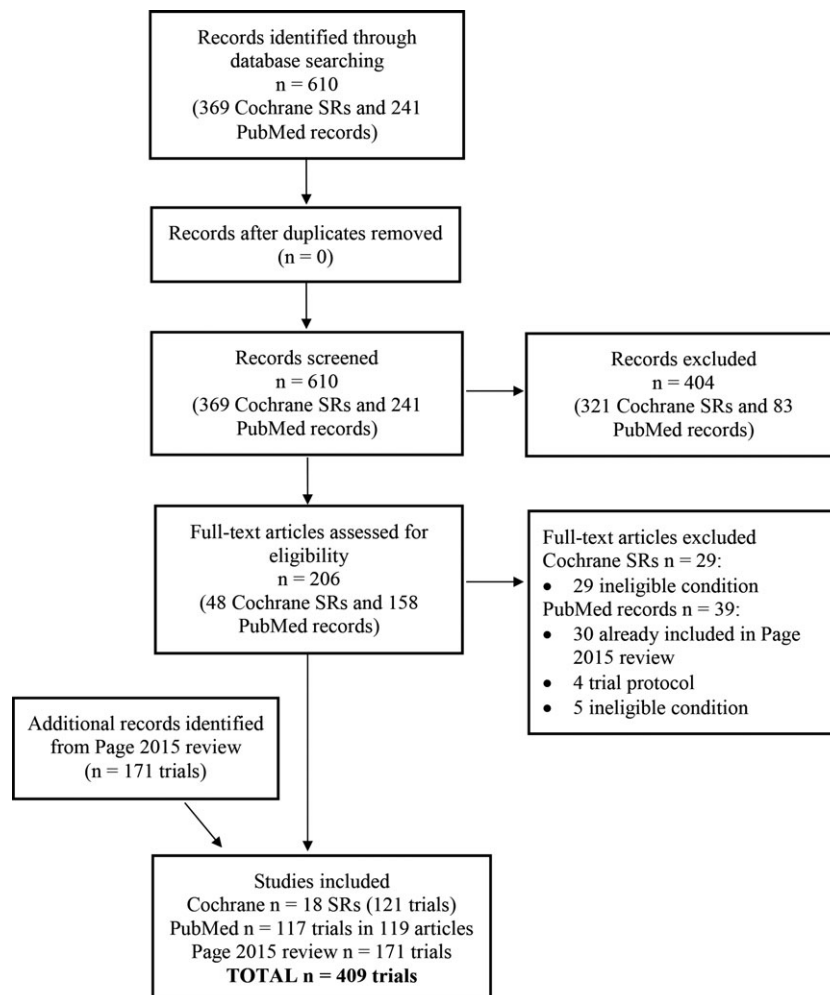 Records identified through
database searching
n = 610
(369 Cochrane SRs and 241
PubMed records)
Records after duplicates removed
(n = 0)
Records screened
n = 610
(369 Cochrane SRs and 241
PubMed records)
Records excluded
n = 404
(321 Cochrane SRs and 83
PubMed records)
Full-text articles assessed for
eligibility
n = 206
(48 Cochrane SRs and 158
PubMed records)
Full-text articles excluded
Cochrane SRs n = 29:
• 29 ineligible condition
PubMed records n = 39:
• 30 already included in Page
2015 review
• 4 trial protocol
• 5 ineligible condition
Additional records identified
from Page 2015 review
(n = 171 trials)
Studies included
Cochrane n = 18 SRs (121 trials)
PubMed n = 117 trials in 119 articles
Page 2015 review n = 171 trials
TOTAL n = 409 trials